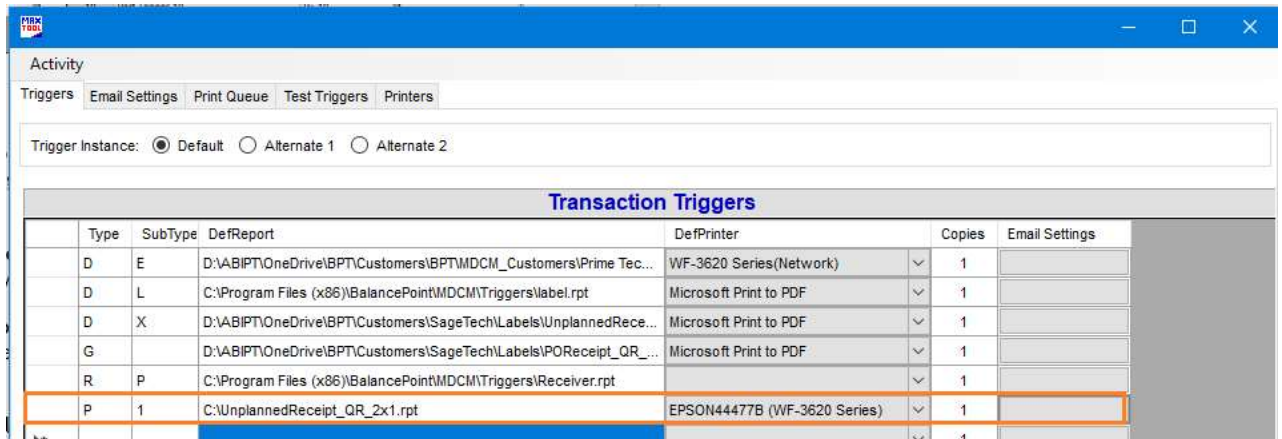 MAX
TOOL
Activity
Triggers Email Settings Print Queue Test Triggers Printers
Trigger Instance: Default Alternate 1 Alternate 2
Transaction Triggers
Type SubType DefReport DefPrinter Copies Email Settings
D E D:\ABIPT\OneDrive\BPT\Customers\BPT\MDCM_Customers\Prime Tec... WF-3620 Series(Network) 1
D L C:\Program Files (x86)\BalancePoint\MDCM\Triggers\label.rpt Microsoft Print to PDF 1
D X D:\ABIPT\OneDrive\BPT\Customers\SageTech\Labels\UnplannedRece... Microsoft Print to PDF 1
G D:\ABIPT\OneDrive\BPT\Customers\SageTech\Labels\POReceipt_QR_... Microsoft Print to PDF 1
R P C:\Program Files (x86)\BalancePoint\MDCM\Triggers\Receiver.rpt 1
P 1 C:\UnplannedReceipt_QR_2x1.rpt EPSON44477B (WF-3620 Series) 1
1